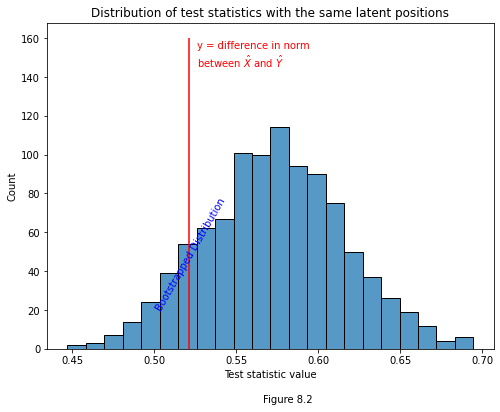 Distribution of test statistics with the same latent positions
160
140
120
100
80
60
40
20
0
Count
y = difference in norm
between X̂ and Ŷ
Bootstrapped Distribution
0.45 0.50 0.55 0.60 0.65 0.70
Test statistic value
Figure 8.2